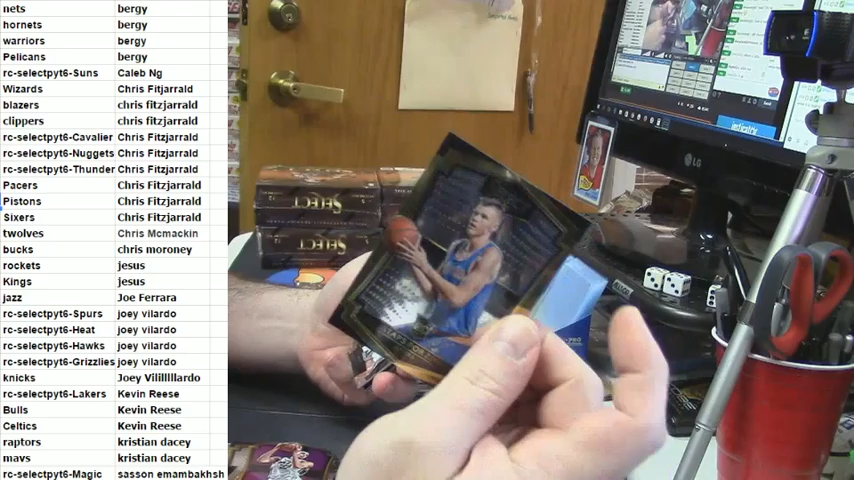 nets bergy
hornets bergy
warriors bergy
Pelicans bergy
rc-selectpyt6-Suns Caleb Ng
Wizards Chris Fitjarrald
blazers chris fitzjarrald
clippers chris fitzjarrald
rc-selectpyt6-Cavalier Chris Fitzjarrald
rc-selectpyt6-Nuggets Chris Fitzjarrald
rc-selectpyt6-Thunder Chris Fitzjarrald
Pacers Chris Fitzjarrald
Pistons Chris Fitzjarrald
Sixers Chris Fitzjarrald
twolves Chris Mcmackin
bucks chris moroney
rockets jesus
Kings jesus
jazz Joe Ferrara
rc-selectpyt6-Spurs joey vilardo
rc-selectpyt6-Heat joey vilardo
rc-selectpyt6-Hawks joey vilardo
rc-selectpyt6-Grizzlies joey vilardo
knicks Joey Villlllllardo
rc-selectpyt6-Lakers Kevin Reese
Bulls Kevin Reese
Celtics Kevin Reese
raptors kristian dacey
mavs kristian dacey
rc-selectpyt6-Magic sasson emambakhsh
SELECT
SELECT
LG